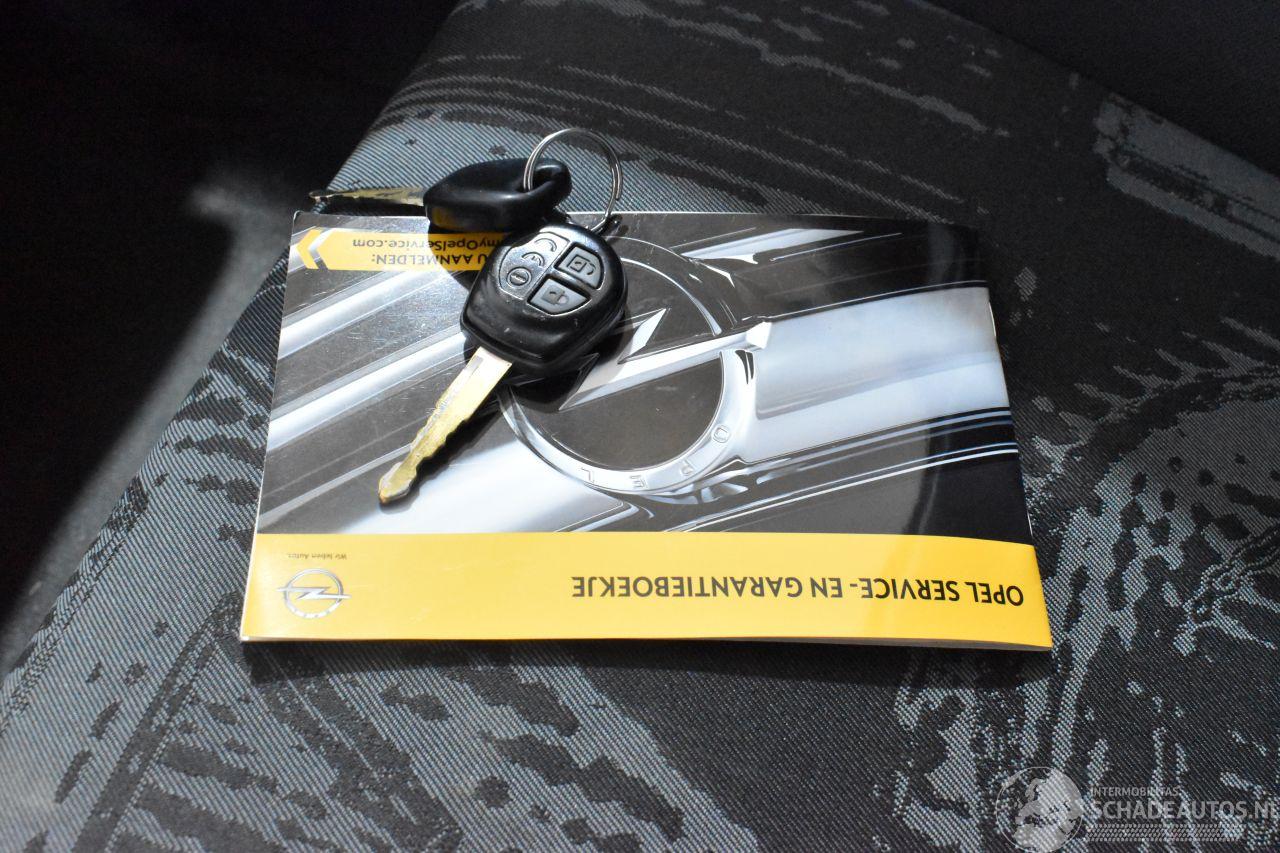 OPEL SERVICE- EN GARANTIEBOEKJE
Wir leben Autos.
OPEL
U AANMELDEN:
myOpelService.com
INTERMOBILITAS
SCHADEAUTOS.NL